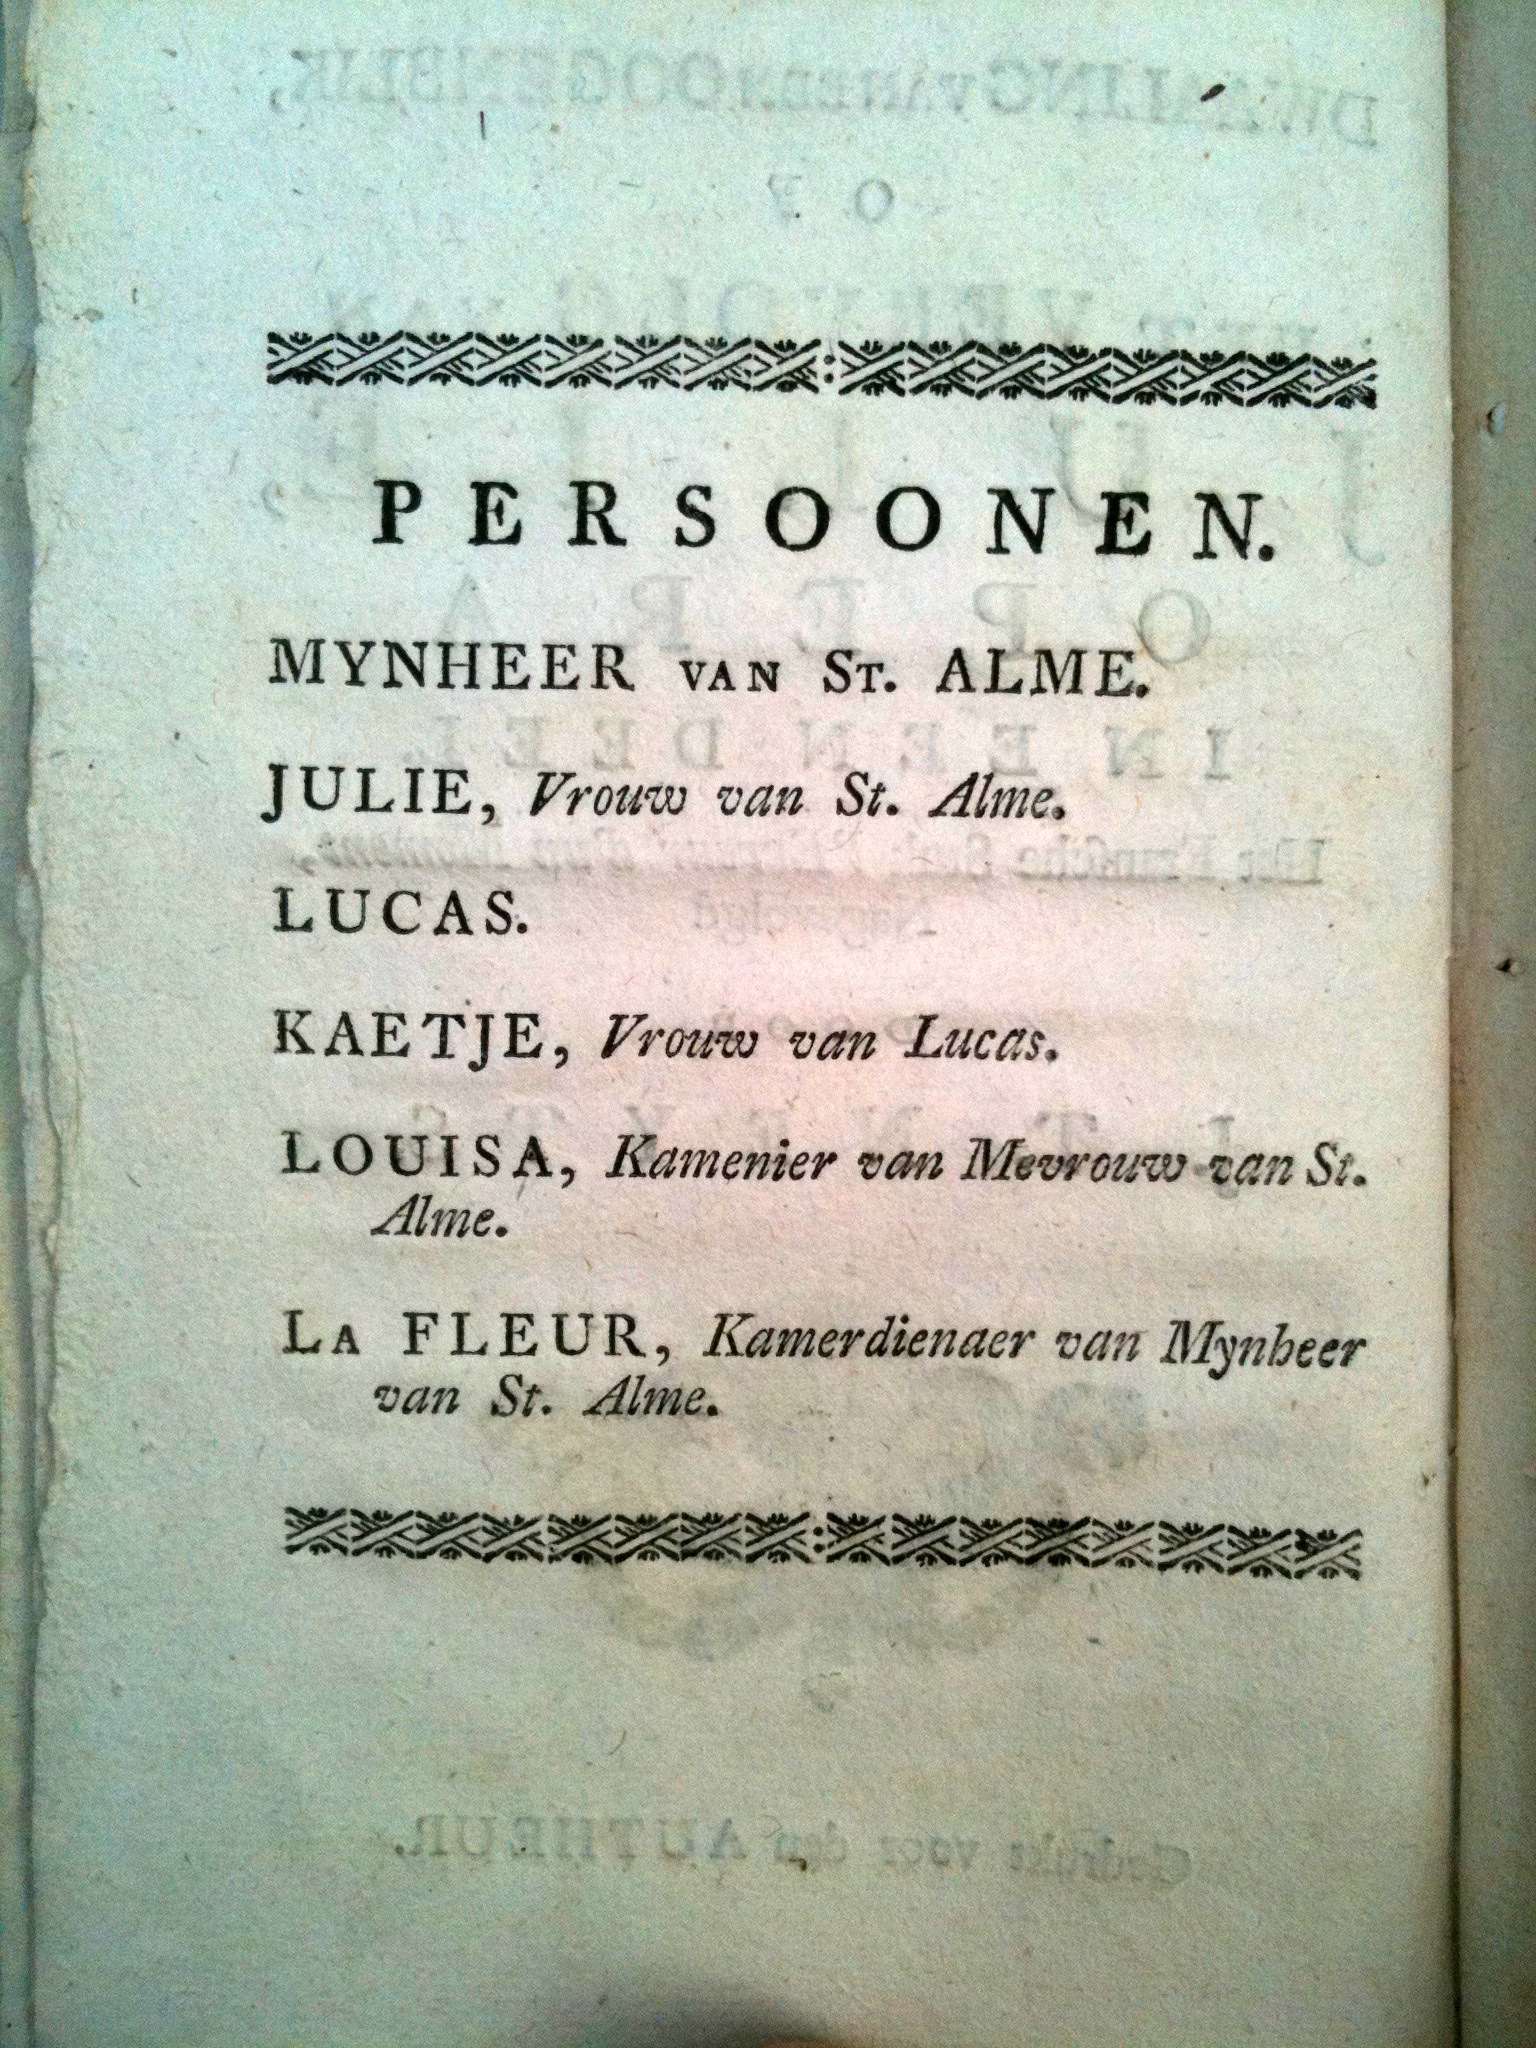 PERSOONEN.
MYNHEER VAN ST. ALME.
JULIE, Vrouw van St. Alme.
LUCAS.
KAETJE, Vrouw van Lucas.
LOUISA, Kamenier van Mevrouw van St.
Alme.
LA FLEUR, Kamerdienaer van Mynheer
van St. Alme.